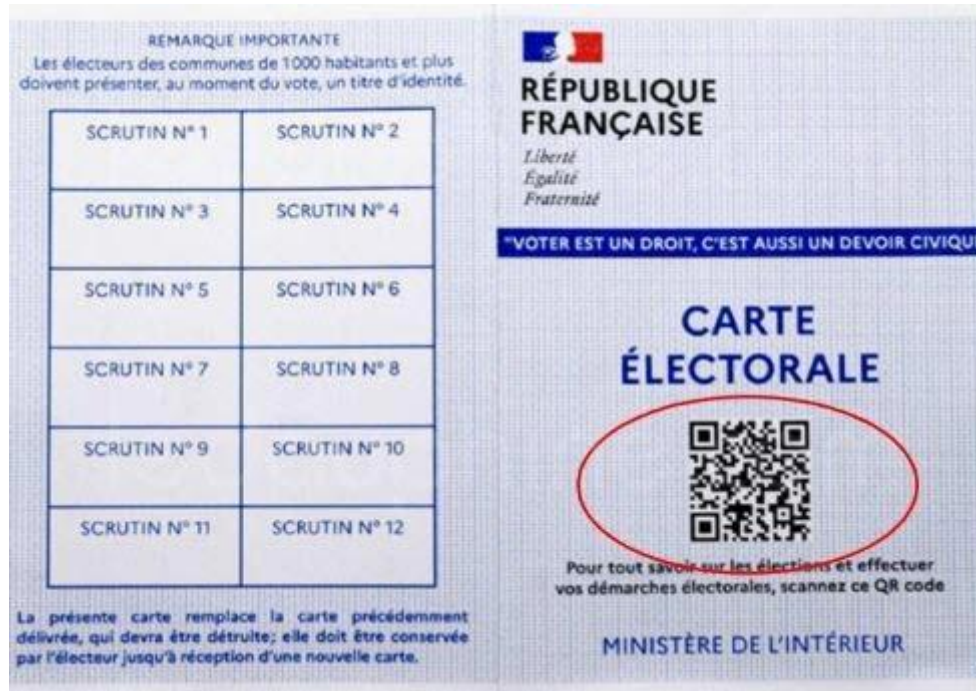 REMARQUE IMPORTANTE
Les électeurs des communes de 1000 habitants et plus
doivent présenter, au moment du vote, un titre d'identité.
SCRUTIN N° 1
SCRUTIN N° 2
SCRUTIN N° 3
SCRUTIN N° 4
SCRUTIN N° 5
SCRUTIN N° 6
SCRUTIN N° 7
SCRUTIN N° 8
SCRUTIN N° 9
SCRUTIN N° 10
SCRUTIN N° 11
SCRUTIN N° 12
La présente carte remplace la carte précédemment
délivrée, qui devra être détruite; elle doit être conservée
par l'électeur jusqu'à réception d'une nouvelle carte.
RÉPUBLIQUE
FRANÇAISE
Liberté
Égalité
Fraternité
"VOTER EST UN DROIT, C'EST AUSSI UN DEVOIR CIVIQU
CARTE
ÉLECTORALE
Pour tout savoir sur les élections et effectuer
vos démarches électorales, scannez ce QR code
MINISTÈRE DE L'INTÉRIEUR